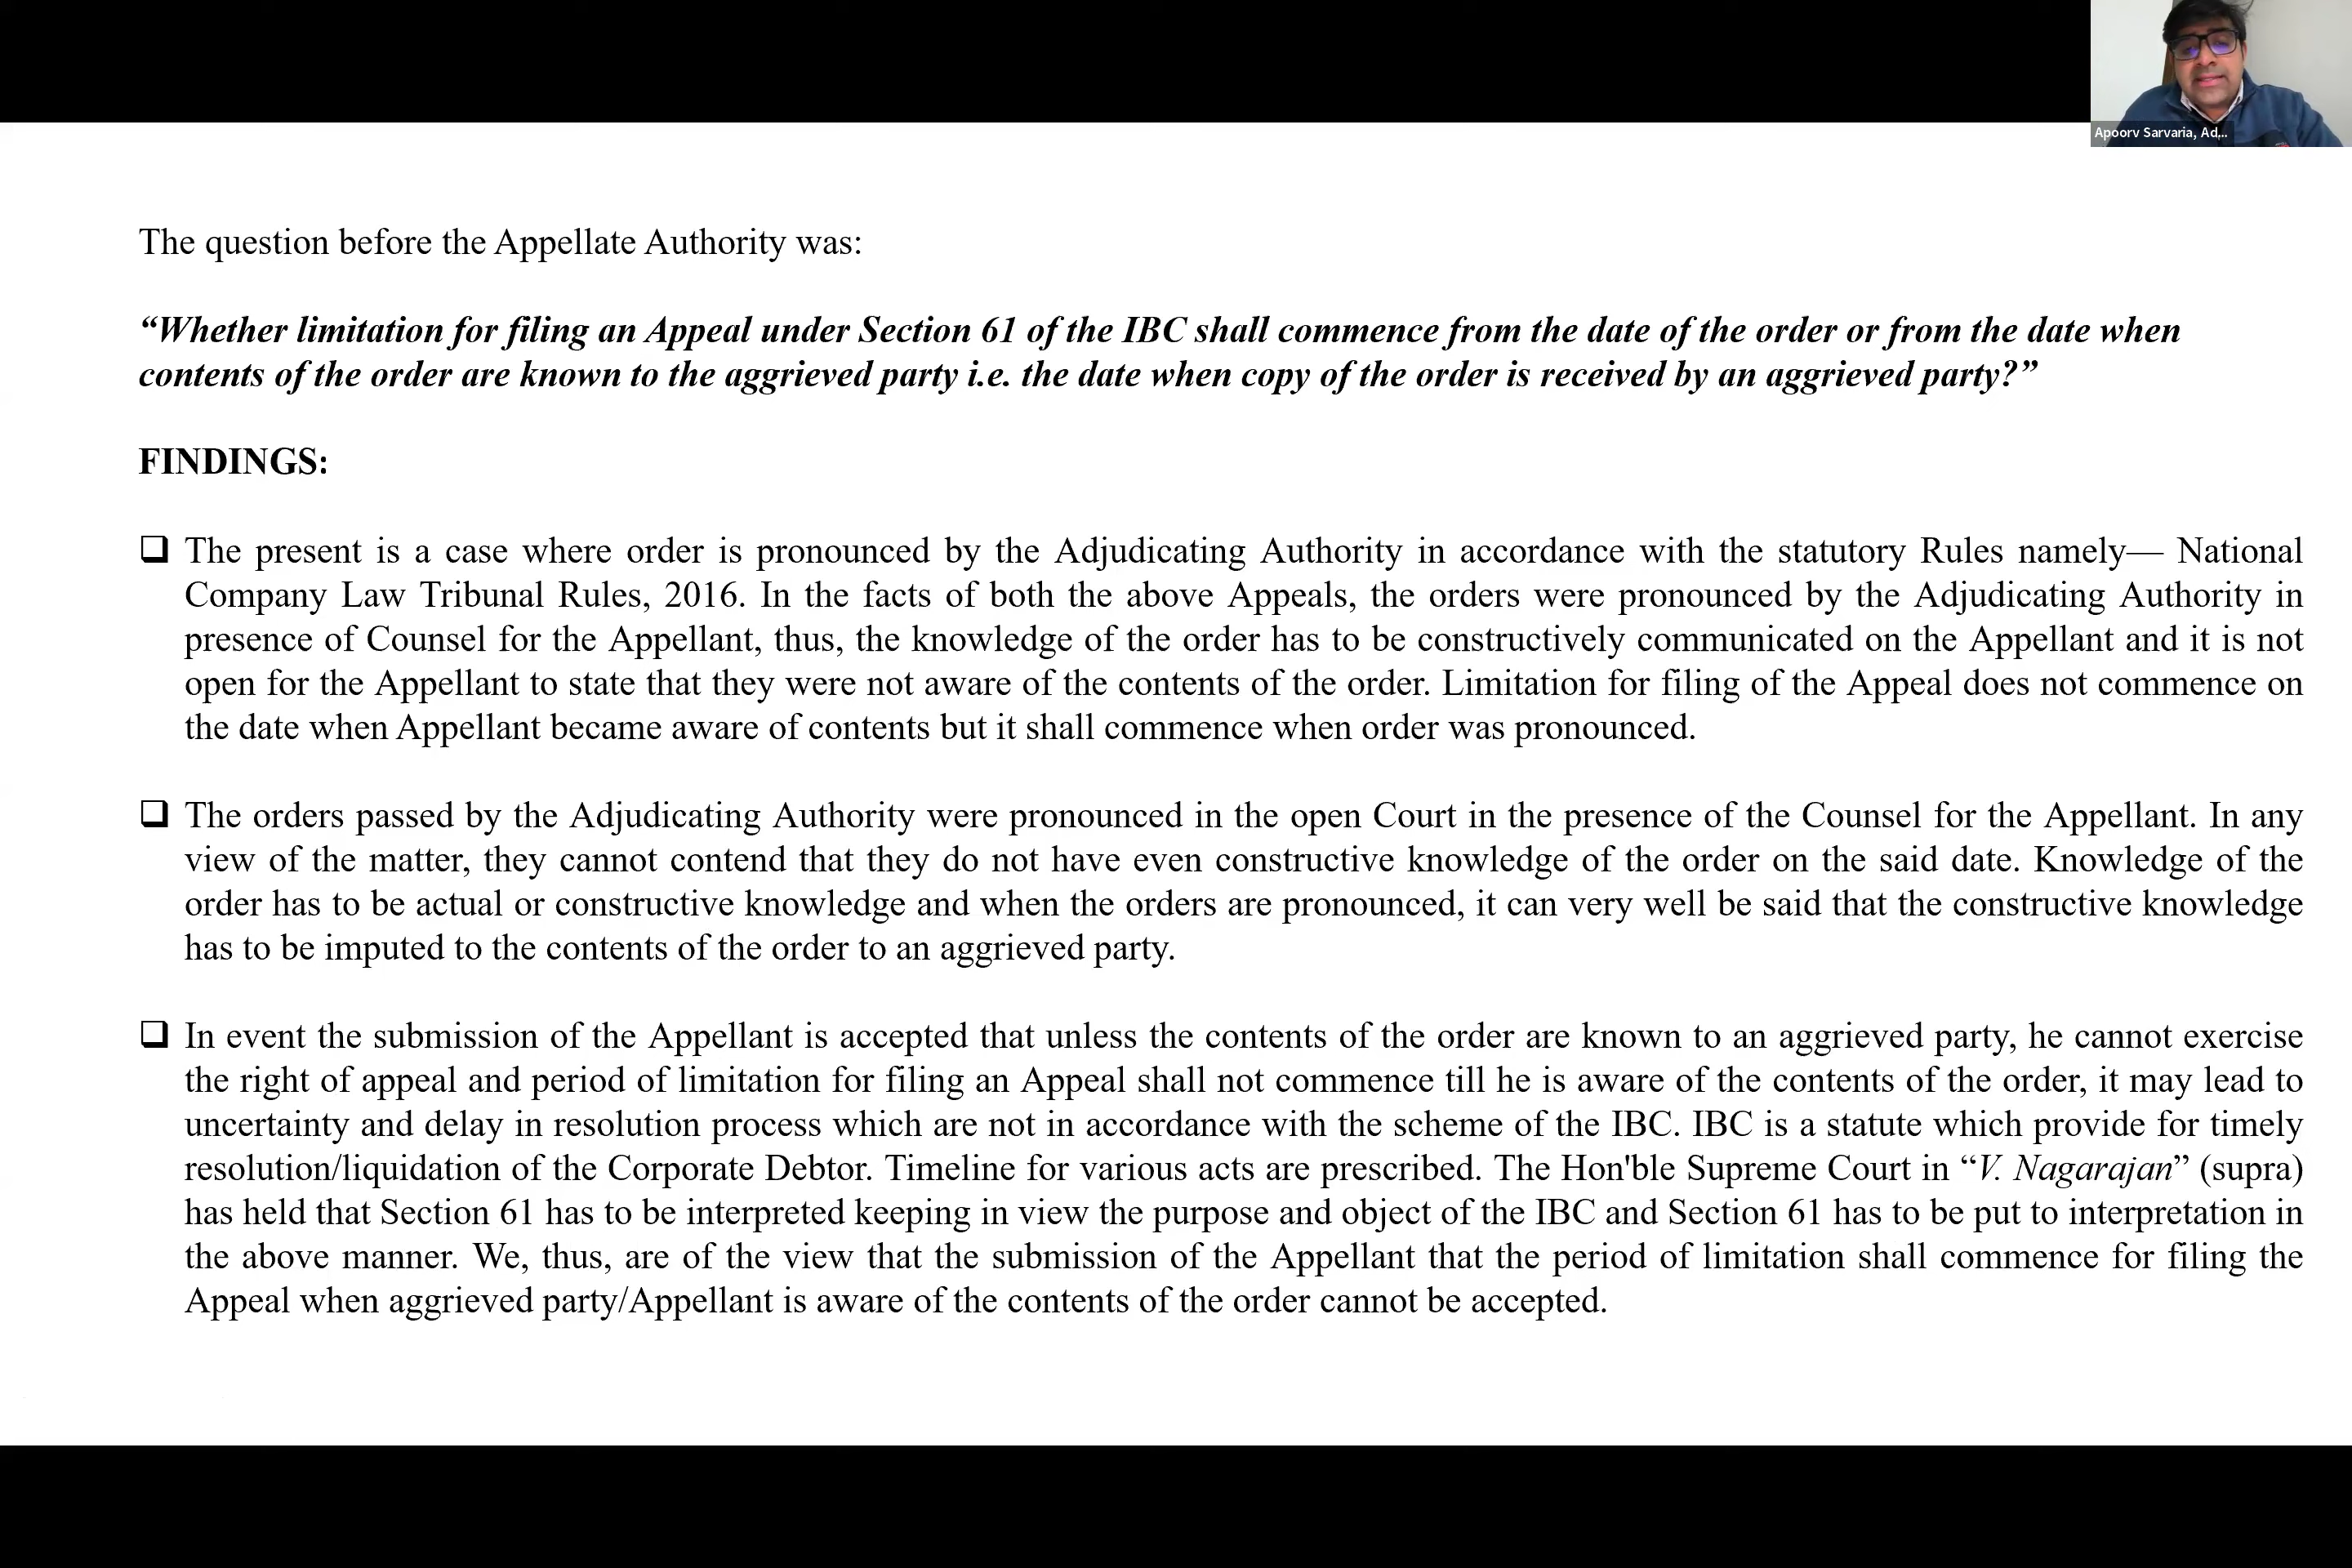 Apoorv Sarvaria, Ad...
The question before the Appellate Authority was:
“Whether limitation for filing an Appeal under Section 61 of the IBC shall commence from the date of the order or from the date when
contents of the order are known to the aggrieved party i.e. the date when copy of the order is received by an aggrieved party?”
FINDINGS:
❑ The present is a case where order is pronounced by the Adjudicating Authority in accordance with the statutory Rules namely— National
Company Law Tribunal Rules, 2016. In the facts of both the above Appeals, the orders were pronounced by the Adjudicating Authority in
presence of Counsel for the Appellant, thus, the knowledge of the order has to be constructively communicated on the Appellant and it is not
open for the Appellant to state that they were not aware of the contents of the order. Limitation for filing of the Appeal does not commence on
the date when Appellant became aware of contents but it shall commence when order was pronounced.
❑ The orders passed by the Adjudicating Authority were pronounced in the open Court in the presence of the Counsel for the Appellant. In any
view of the matter, they cannot contend that they do not have even constructive knowledge of the order on the said date. Knowledge of the
order has to be actual or constructive knowledge and when the orders are pronounced, it can very well be said that the constructive knowledge
has to be imputed to the contents of the order to an aggrieved party.
❑ In event the submission of the Appellant is accepted that unless the contents of the order are known to an aggrieved party, he cannot exercise
the right of appeal and period of limitation for filing an Appeal shall not commence till he is aware of the contents of the order, it may lead to
uncertainty and delay in resolution process which are not in accordance with the scheme of the IBC. IBC is a statute which provide for timely
resolution/liquidation of the Corporate Debtor. Timeline for various acts are prescribed. The Hon'ble Supreme Court in “V. Nagarajan” (supra)
has held that Section 61 has to be interpreted keeping in view the purpose and object of the IBC and Section 61 has to be put to interpretation in
the above manner. We, thus, are of the view that the submission of the Appellant that the period of limitation shall commence for filing the
Appeal when aggrieved party/Appellant is aware of the contents of the order cannot be accepted.